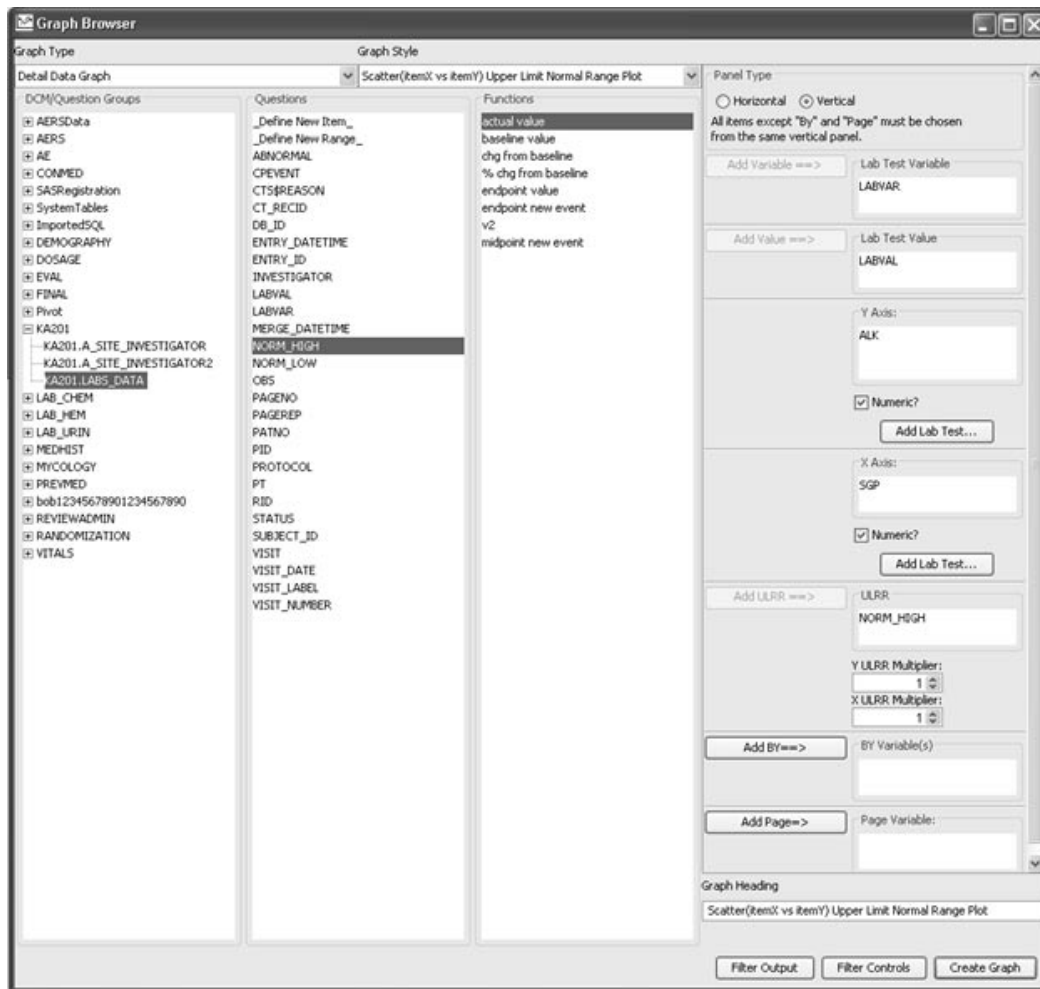 Graph Browser
Graph Type
Graph Style
Detail Data Graph
Scatter(itemX vs itemY) Upper Limit Normal Range Plot
DCM/Question Groups
AERSData
AERS
AE
CONMED
SASRegistration
SystemTables
ImportedSQL
DEMOGRAPHY
DOSAGE
EVAL
FINAL
Pivot
KA201
KA201.A_SITE_INVESTIGATOR
KA201.A_SITE_INVESTIGATOR2
KA201.LABS_DATA
LAB_CHEM
LAB_HEM
LAB_URIN
MEDHIST
MYCOLOGY
PREVMED
bob12345678901234567890
REVIEWADMIN
RANDOMIZATION
VITALS
Questions
_Define New Item_
_Define New Range_
ABNORMAL
CPEVENT
CTS$REASON
CT_RECID
DB_ID
ENTRY_DATETIME
ENTRY_ID
INVESTIGATOR
LABVAL
LABVAR
MERGE_DATETIME
NORM_HIGH
NORM_LOW
OBS
PAGENO
PAGEREP
PATNO
PID
PROTOCOL
PT
RID
STATUS
SUBJECT_ID
VISIT
VISIT_DATE
VISIT_LABEL
VISIT_NUMBER
Functions
actual value
baseline value
chg from baseline
% chg from baseline
endpoint value
endpoint new event
v2
midpoint new event
Panel Type
Horizontal
Vertical
All items except "By" and "Page" must be chosen
from the same vertical panel.
Add Variable ==>
Lab Test Variable
LABVAR
Add Value ==>
Lab Test Value
LABVAL
Y Axis:
ALK
Numeric?
Add Lab Test...
X Axis:
SGP
Numeric?
Add Lab Test...
Add ULRR ==>
ULRR
NORM_HIGH
Y ULRR Multiplier:
1
X ULRR Multiplier:
1
Add BY==>
BY Variable(s)
Add Page=>
Page Variable:
Graph Heading
Scatter(itemX vs itemY) Upper Limit Normal Range Plot
Filter Output
Filter Controls
Create Graph